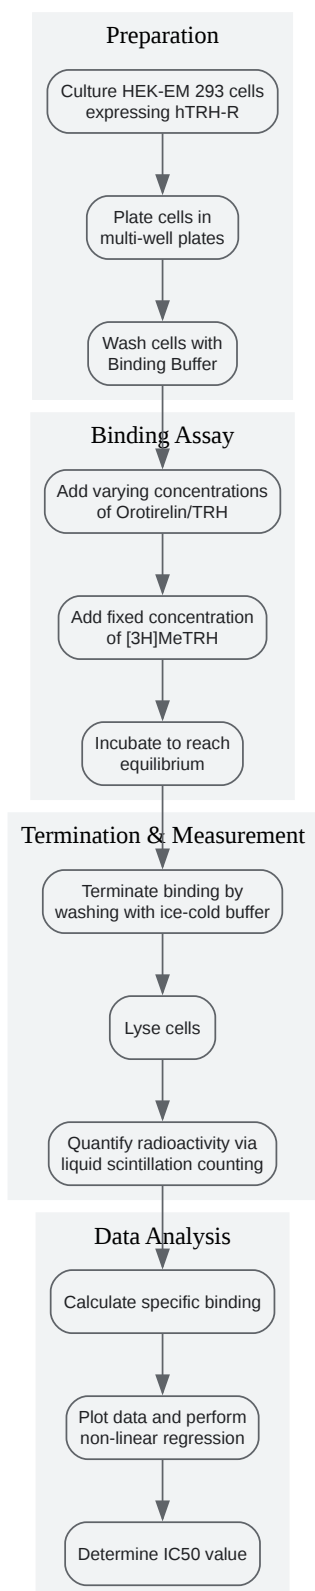 Preparation
Culture HEK-EM 293 cells
expressing hTRH-R
Plate cells in
multi-well plates
Wash cells with
Binding Buffer
Binding Assay
Add varying concentrations
of Orotirelin/TRH
Add fixed concentration
of [3H]MeTRH
Incubate to reach
equilibrium
Termination & Measurement
Terminate binding by
washing with ice-cold buffer
Lyse cells
Quantify radioactivity via
liquid scintillation counting
Data Analysis
Calculate specific binding
Plot data and perform
non-linear regression
Determine IC50 value